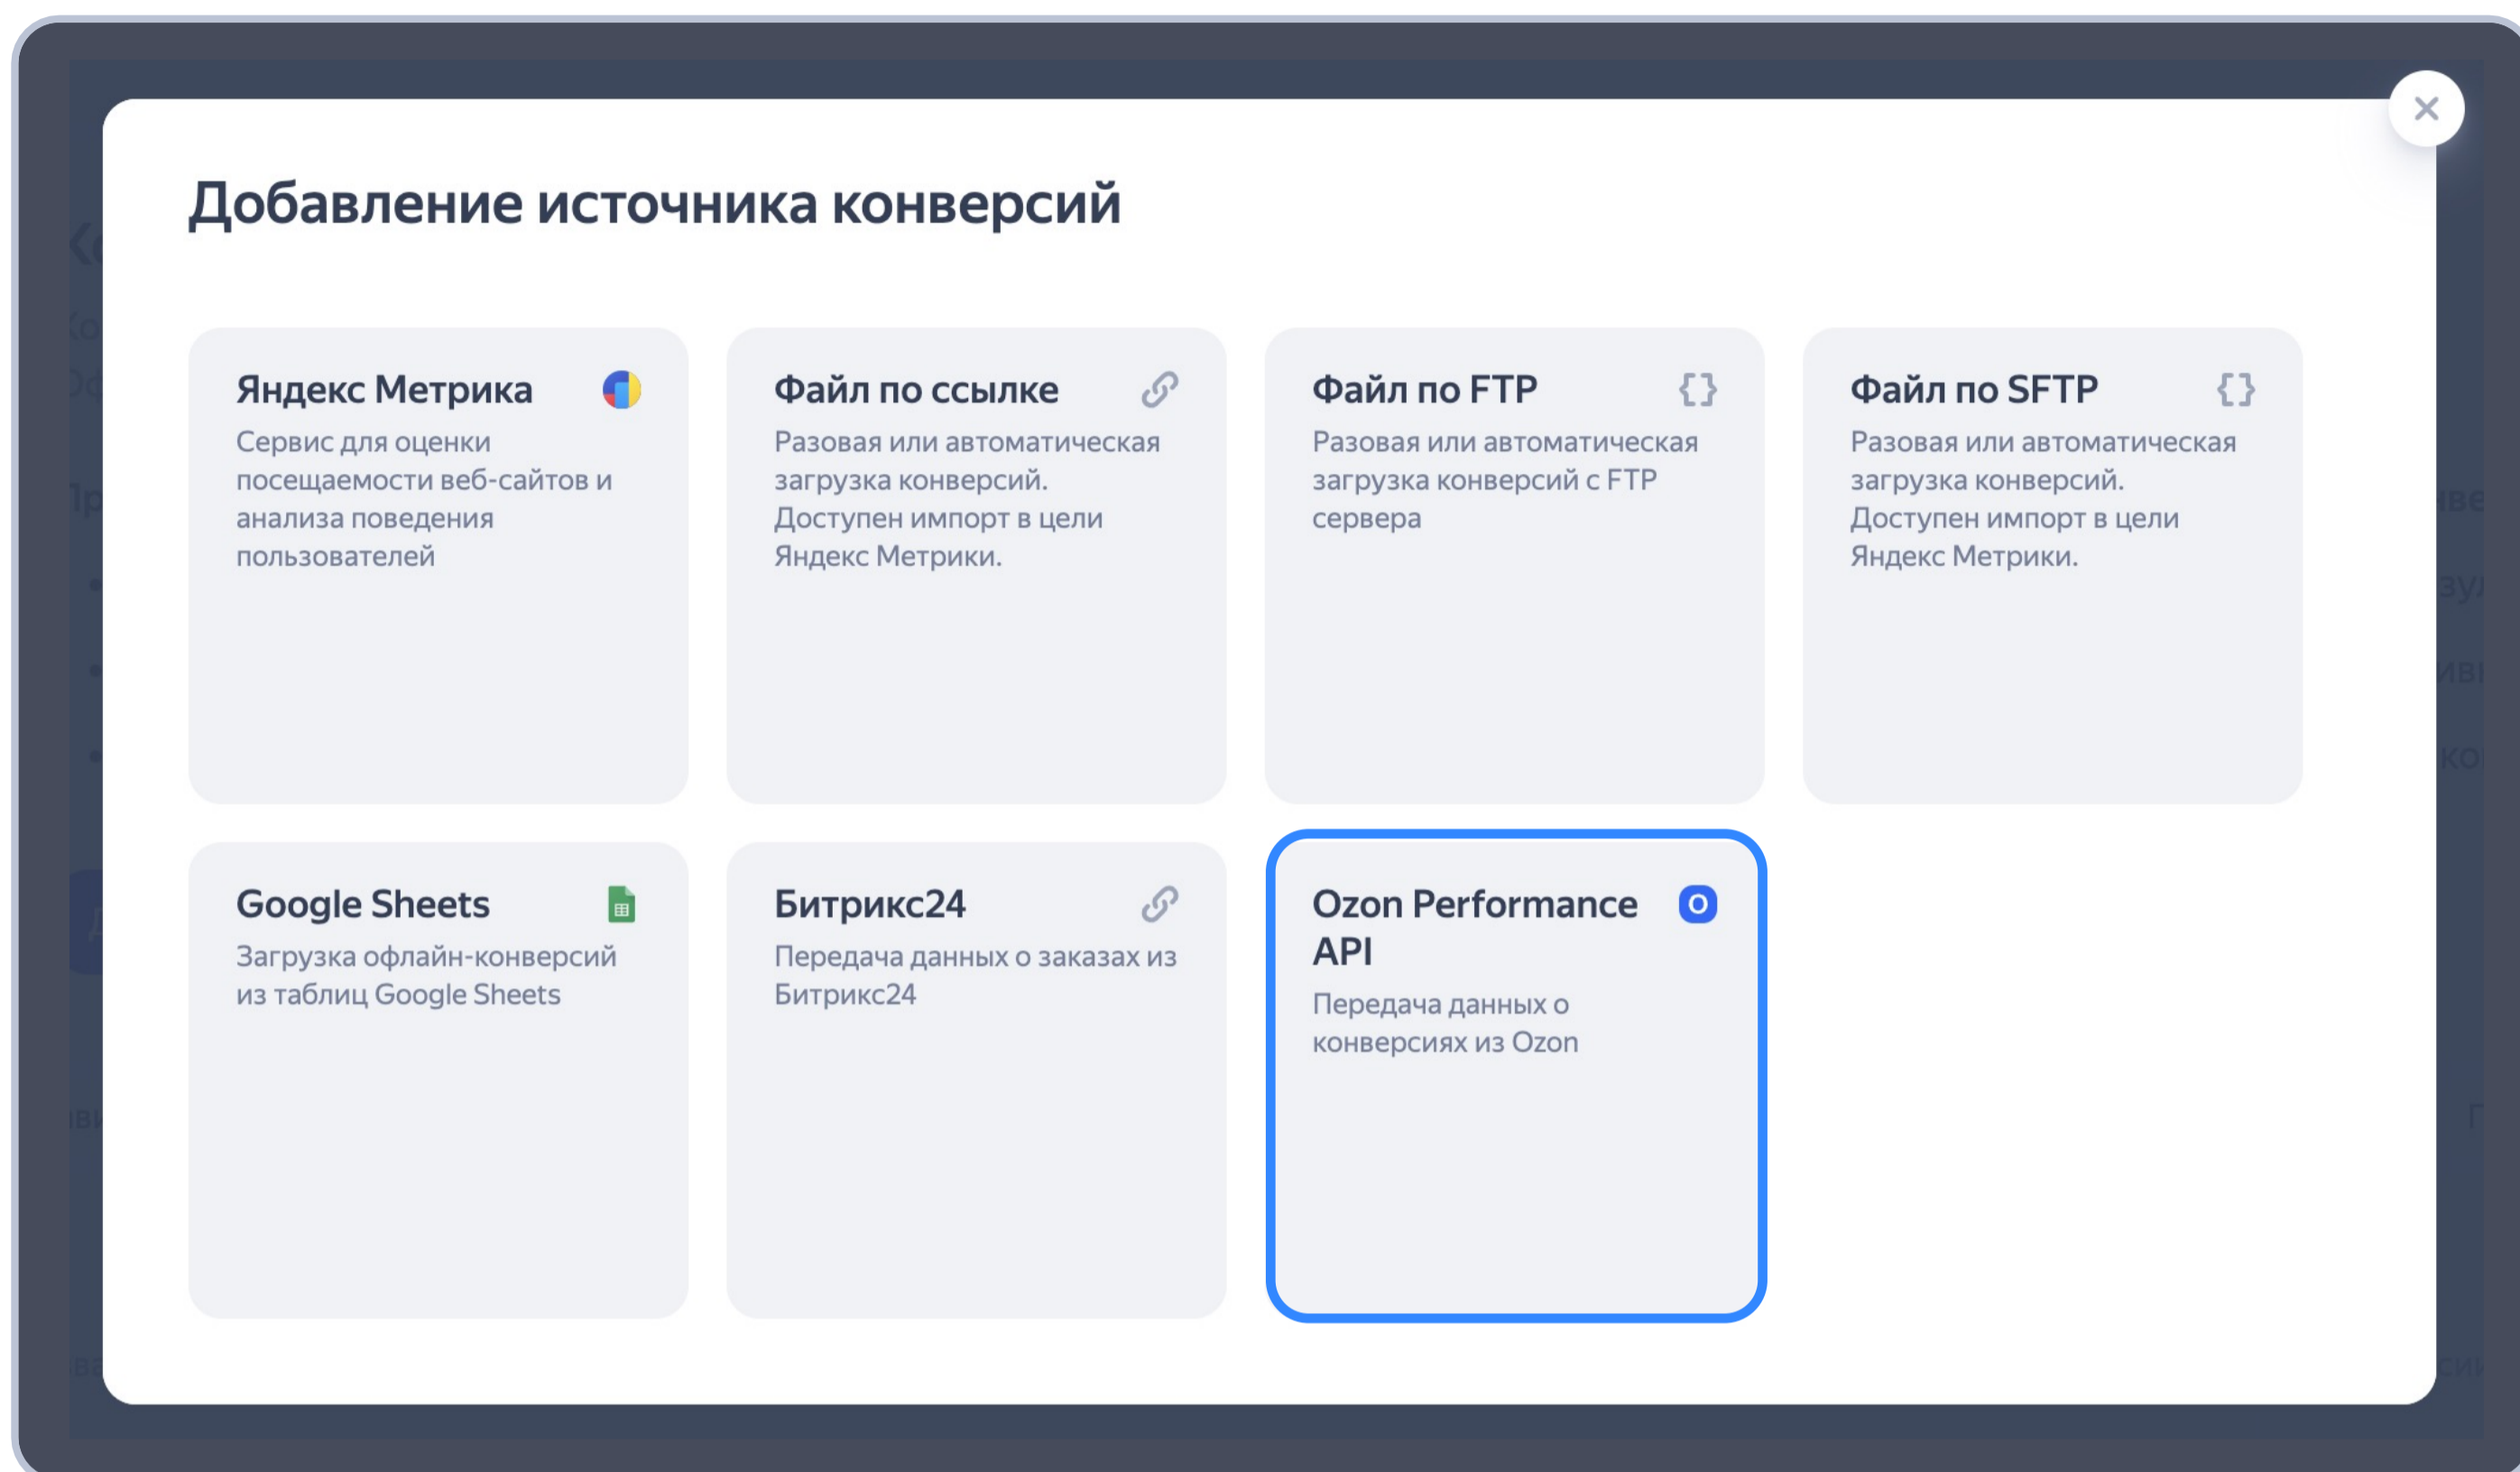 Добавление источника конверсий
Яндекс Метрика
Сервис для оценки
посещаемости веб-сайтов и
анализа поведения
пользователей
Файл по ссылке
Разовая или автоматическая
загрузка конверсий.
Доступен импорт в цели
Яндекс Метрики.
Файл по FTP
Разовая или автоматическая
загрузка конверсий с FTP
сервера
Файл по SFTP
Разовая или автоматическая
загрузка конверсий.
Доступен импорт в цели
Яндекс Метрики.
Google Sheets
Загрузка офлайн-конверсий
из таблиц Google Sheets
Битрикс24
Передача данных о заказах из
Битрикс24
Ozon Performance
API
Передача данных о
конверсиях из Ozon